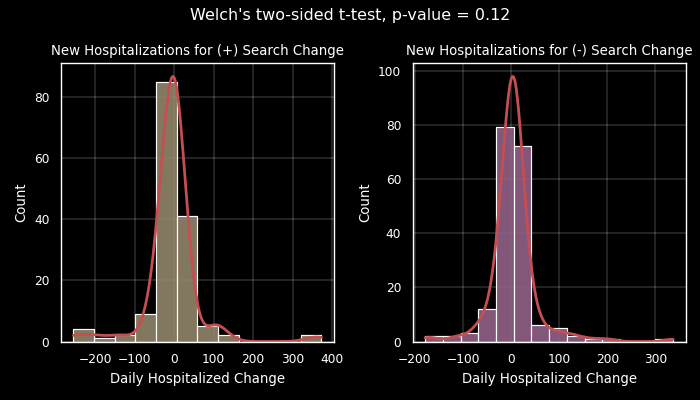 Welch's two-sided t-test, p-value = 0.12
New Hospitalizations for (+) Search Change
New Hospitalizations for (-) Search Change
80
60
40
20
0
Count
−200 −100 0 100 200 300 400
Daily Hospitalized Change
100
80
60
40
20
0
Count
−200 −100 0 100 200 300
Daily Hospitalized Change